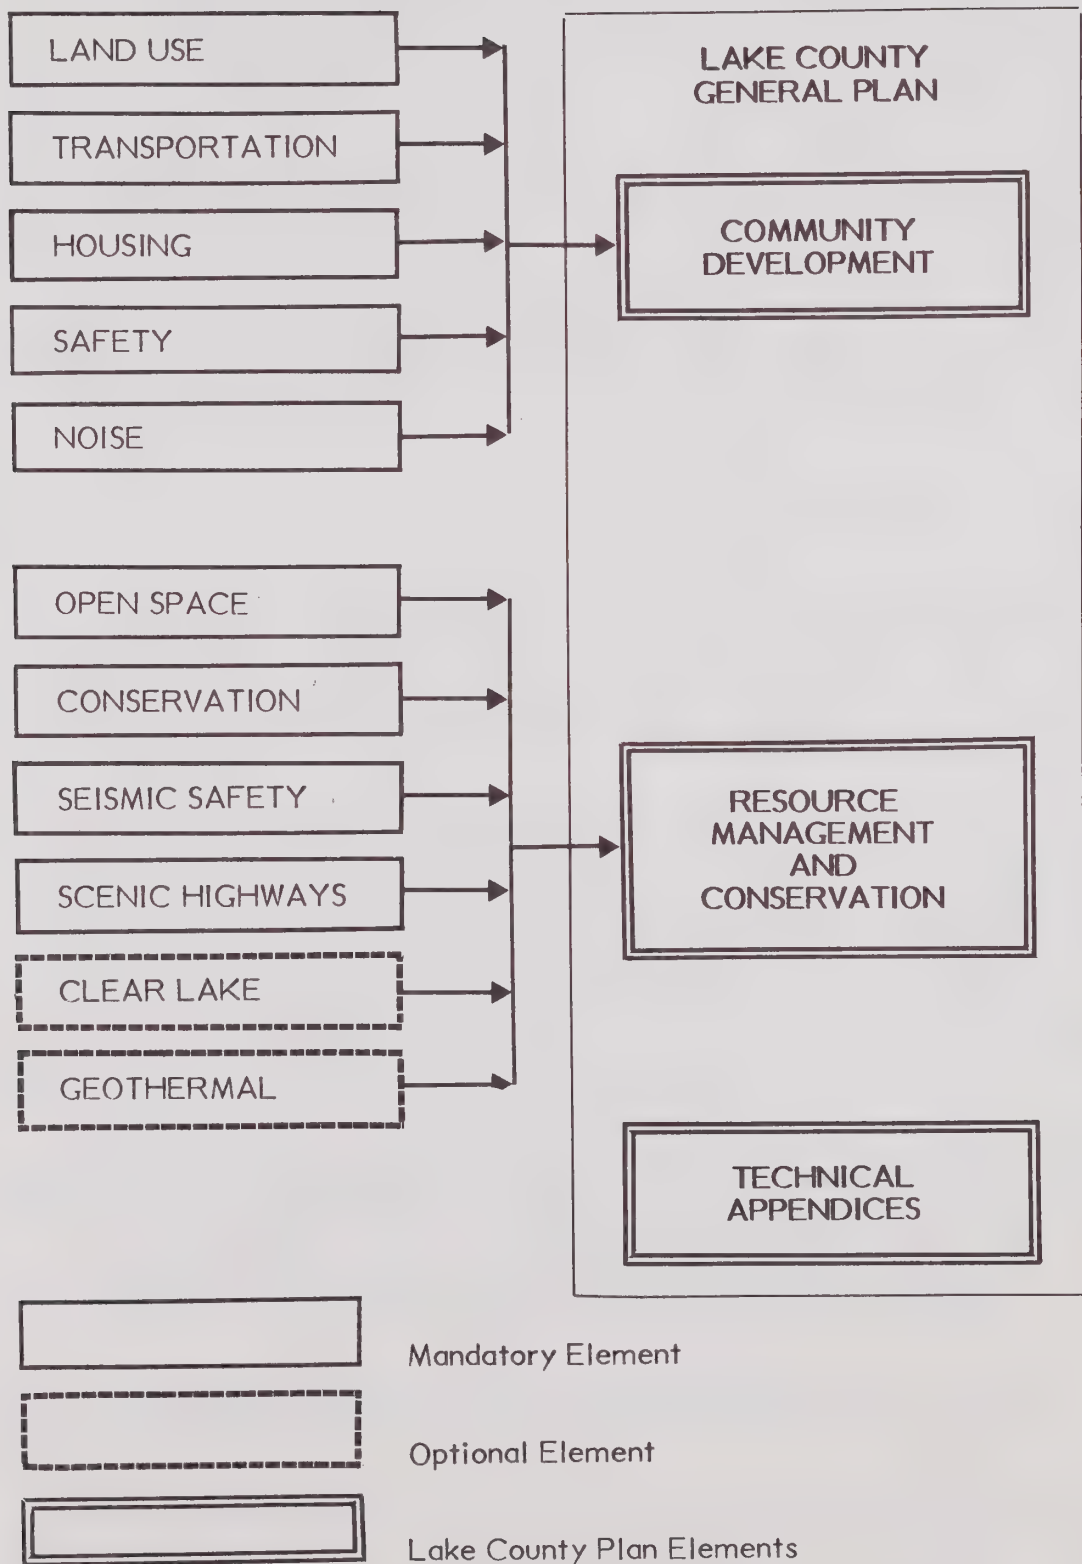 LAND USE
TRANSPORTATION
HOUSING
SAFETY
NOISE
LAKE COUNTY
GENERAL PLAN
COMMUNITY
DEVELOPMENT
OPEN SPACE
CONSERVATION
SEISMIC SAFETY
SCENIC HIGHWAYS
CLEAR LAKE
GEOTHERMAL
RESOURCE
MANAGEMENT
AND
CONSERVATION
TECHNICAL
APPENDICES
Mandatory Element
Optional Element
Lake County Plan Elements